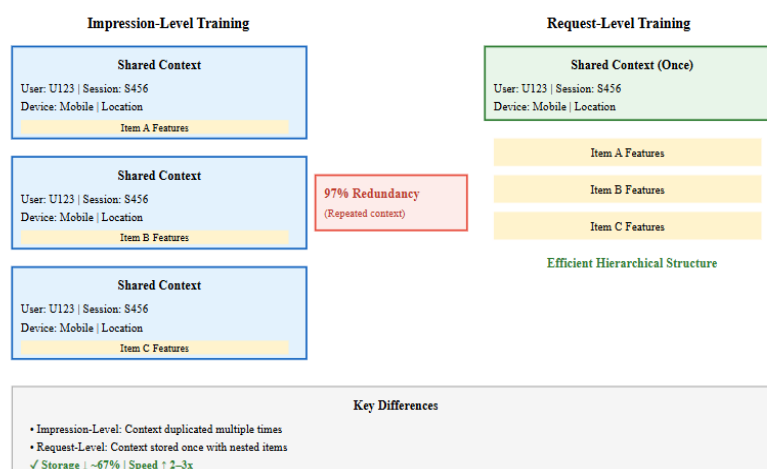 Impression-Level Training
Shared Context
User: U123 | Session: S456
Device: Mobile | Location
Item A Features
Shared Context
User: U123 | Session: S456
Device: Mobile | Location
Item B Features
Shared Context
User: U123 | Session: S456
Device: Mobile | Location
Item C Features
97% Redundancy
(Repeated context)
Request-Level Training
Shared Context (Once)
User: U123 | Session: S456
Device: Mobile | Location
Item A Features
Item B Features
Item C Features
Efficient Hierarchical Structure
Key Differences
• Impression-Level: Context duplicated multiple times
• Request-Level: Context stored once with nested items
✓ Storage ↓ ~67% | Speed ↑ 2–3x